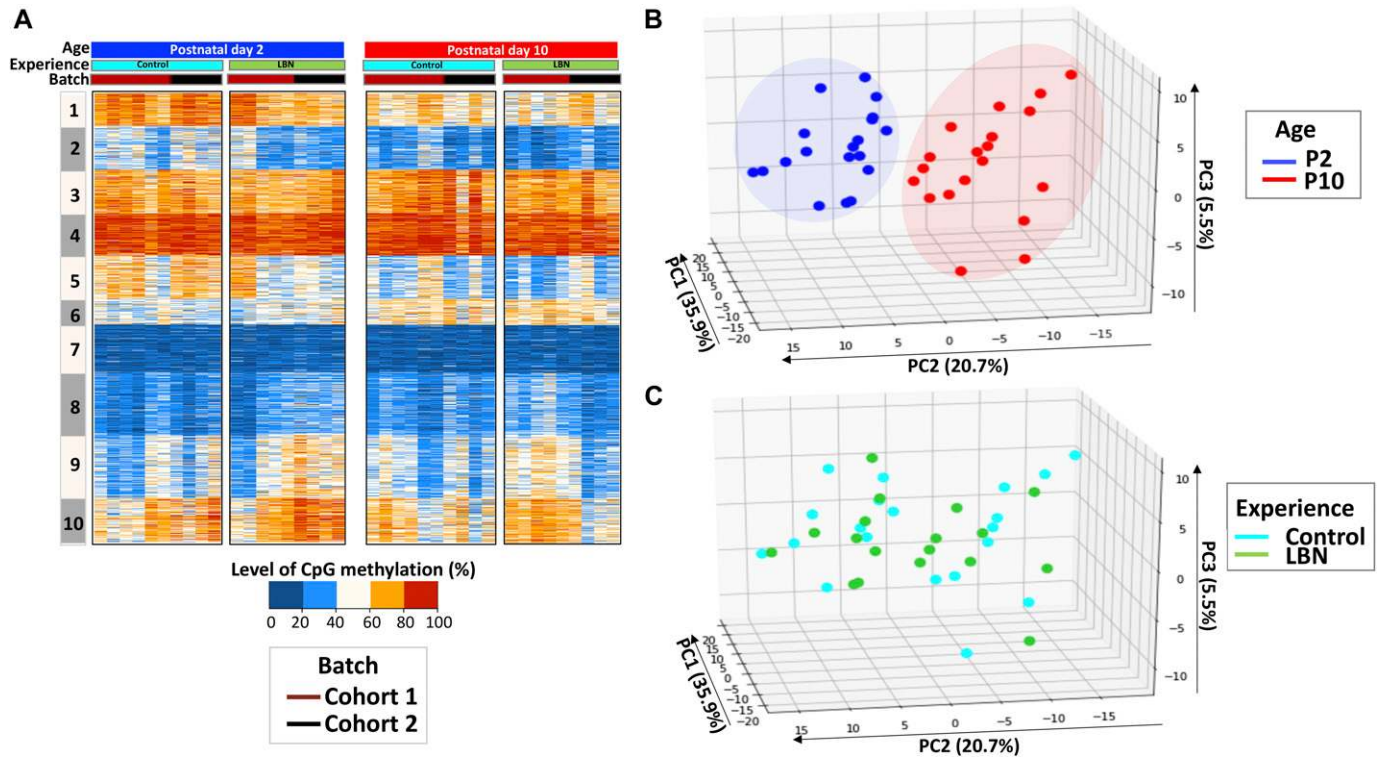 A
Age
Postnatal day 2
Postnatal day 10
Experience
Control
LBN
Control
LBN
Batch
1
2
3
4
5
6
7
8
9
10
Level of CpG methylation (%)
0 20 40 60 80 100
Batch
Cohort 1
Cohort 2
B
10
5
0
−5
−10
PC3 (5.5%)
20
15
10
5
0
−5
−10
−15
−20
PC1 (35.9%)
15 10 5 0 −5 −10 −15
PC2 (20.7%)
Age
P2
P10
C
10
5
0
−5
−10
PC3 (5.5%)
20
15
10
5
0
−5
−10
−15
−20
PC1 (35.9%)
15 10 5 0 −5 −10 −15
PC2 (20.7%)
Experience
Control
LBN